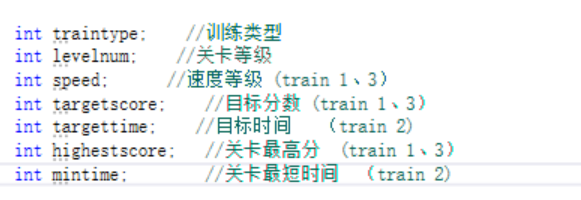 int traintype;    //训练类型
int levelnum;    //关卡等级
int speed;      //速度等级（train 1、3）
int targetscore;    //目标分数（train 1、3）
int targettime;    //目标时间  （train 2)
int highestscore;   //关卡最高分 （train 1、3）
int mintime;       //关卡最短时间 （train 2)